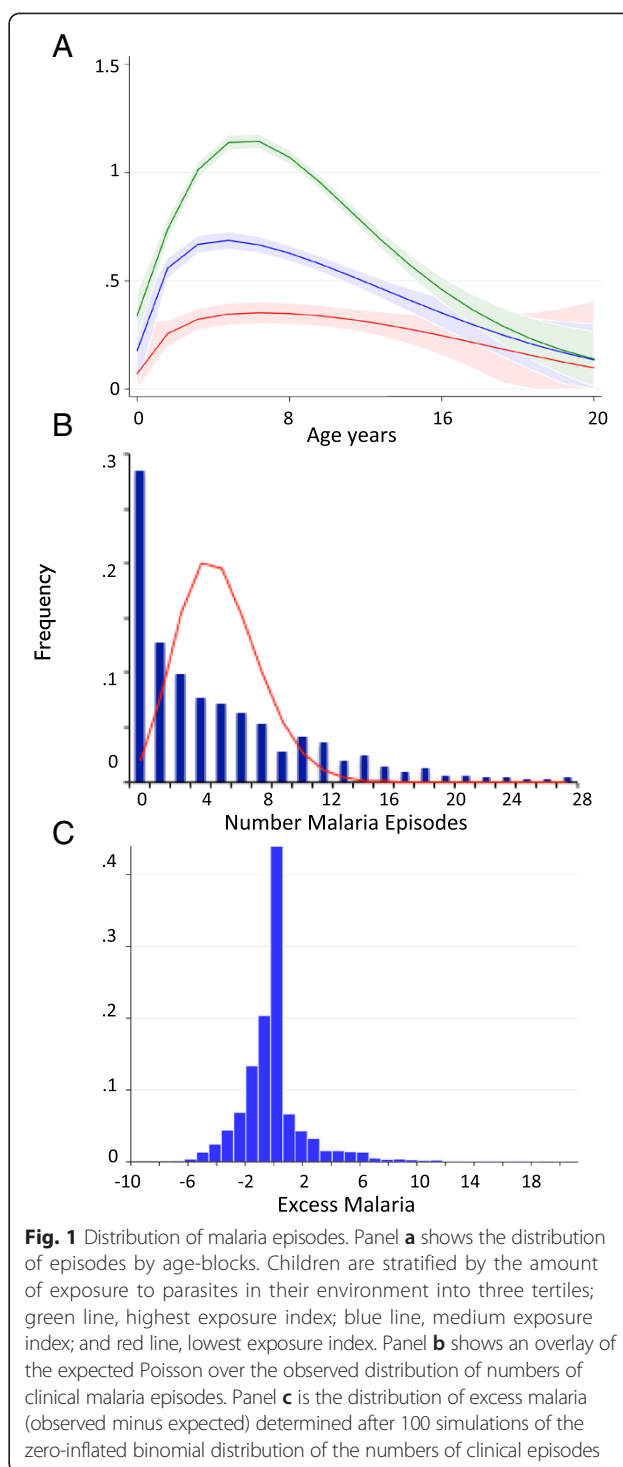 A
1.5
1
.5
0
0 8 16 20
Age years
B
.3
.2
.1
0
Frequency
0 4 8 12 16 20 24 28
Number Malaria Episodes
C
.4
.3
.2
.1
0
-10 -6 -2 2 6 10 14 18
Excess Malaria
Fig. 1 Distribution of malaria episodes. Panel a shows the distribution
of episodes by age-blocks. Children are stratified by the amount
of exposure to parasites in their environment into three tertiles;
green line, highest exposure index; blue line, medium exposure
index; and red line, lowest exposure index. Panel b shows an overlay of
the expected Poisson over the observed distribution of numbers of
clinical malaria episodes. Panel c is the distribution of excess malaria
(observed minus expected) determined after 100 simulations of the
zero-inflated binomial distribution of the numbers of clinical episodes